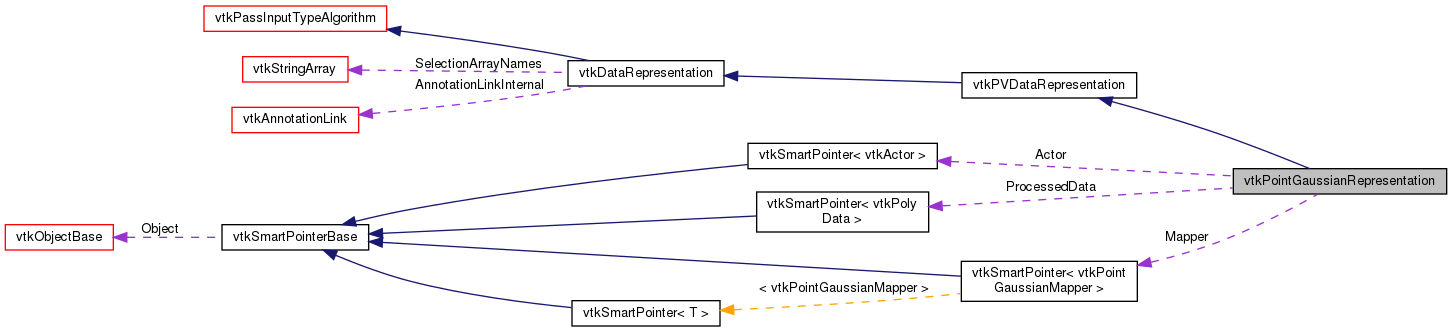 vtkPassInputTypeAlgorithm
vtkStringArray
SelectionArrayNames
vtkDataRepresentation
AnnotationLinkInternal
vtkAnnotationLink
vtkPVDataRepresentation
vtkSmartPointer< vtkActor >
Actor
vtkPointGaussianRepresentation
ProcessedData
vtkSmartPointer< vtkPoly
Data >
vtkObjectBase
Object
vtkSmartPointerBase
Mapper
vtkSmartPointer< vtkPoint
GaussianMapper >
< vtkPointGaussianMapper >
vtkSmartPointer< T >